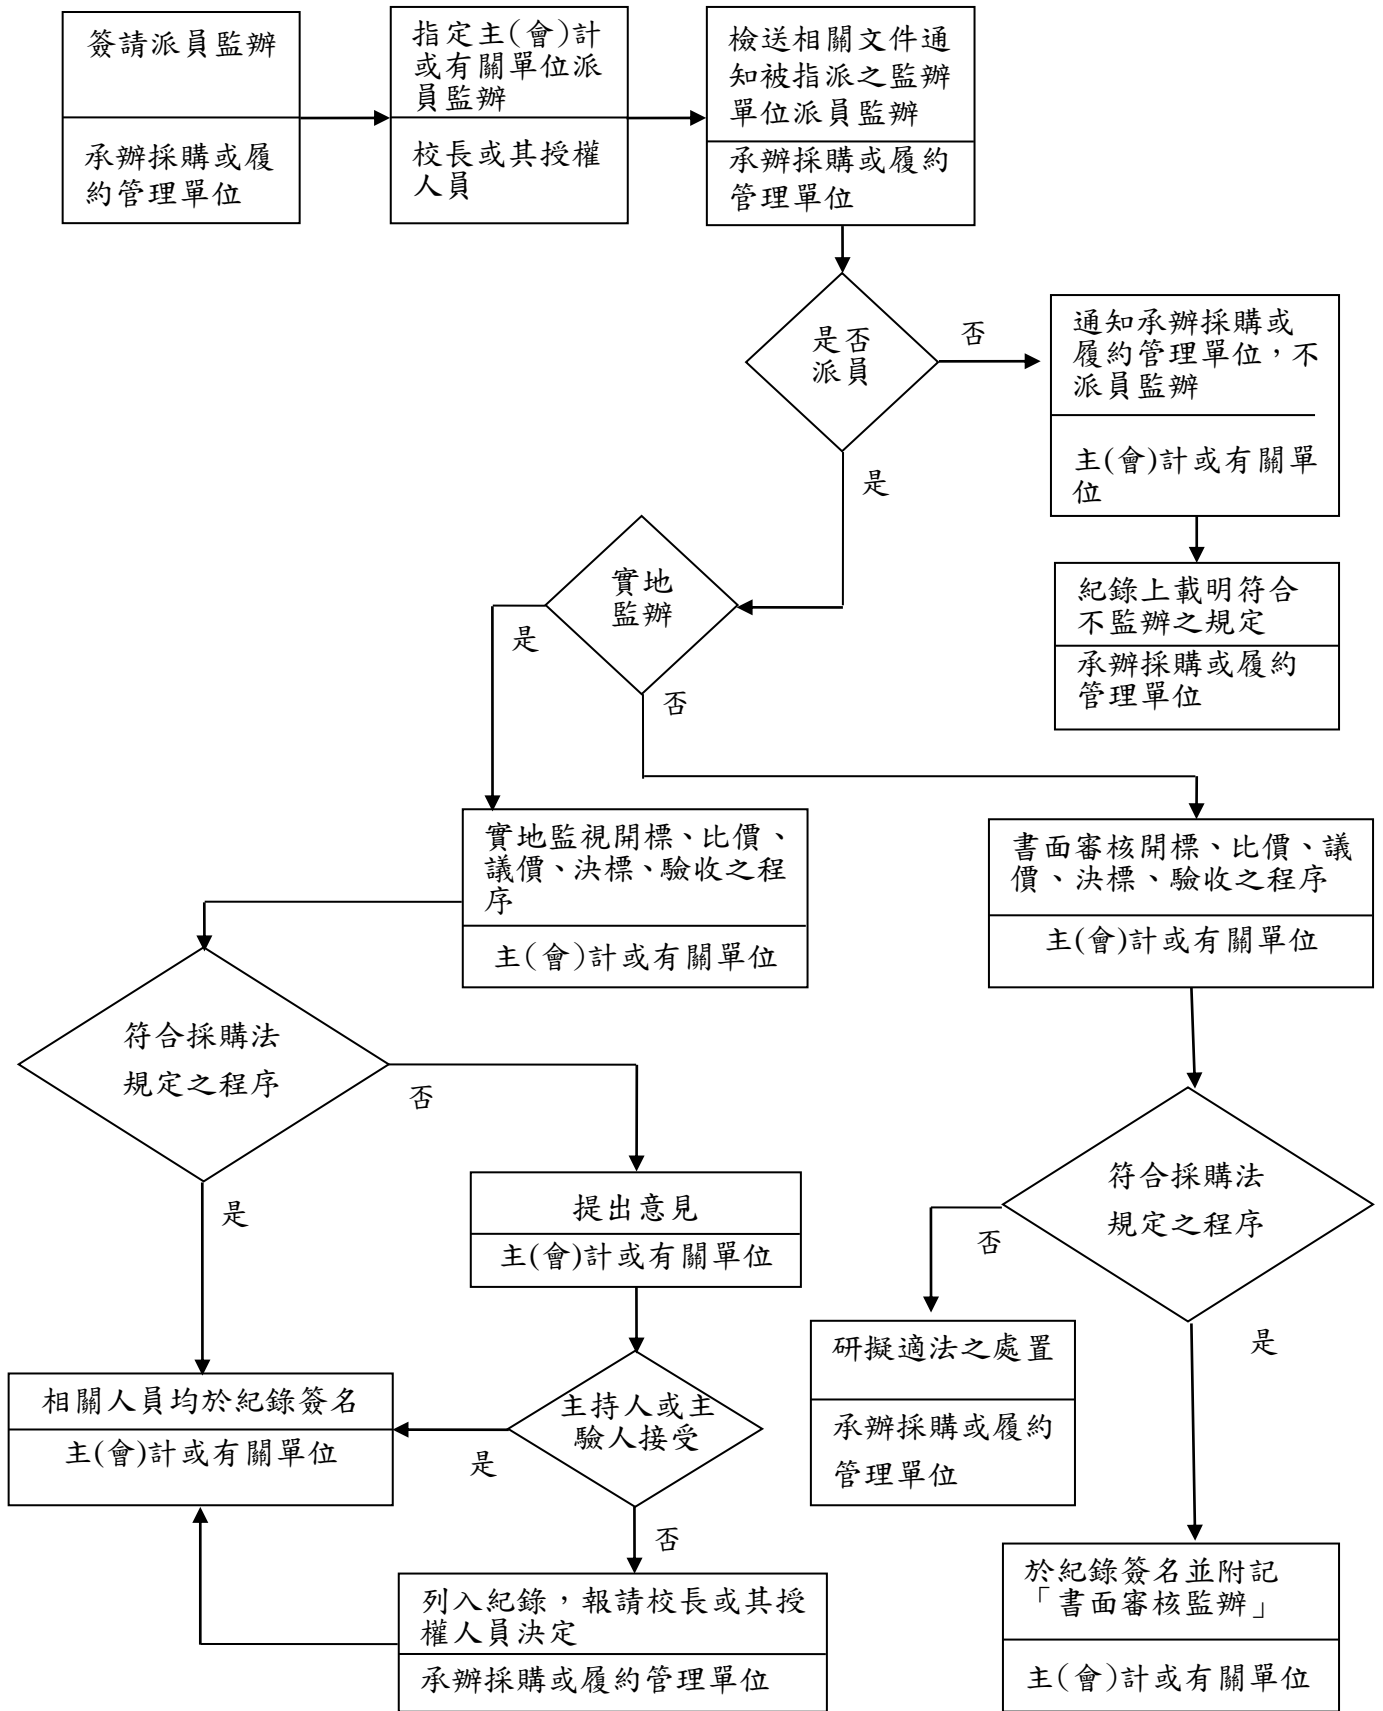 簽請派員監辦
承辦採購或履
約管理單位
指定主(會)計
或有關單位派
員監辦
校長或其授權
人員
檢送相關文件通
知被指派之監辦
單位派員監辦
承辦採購或履約
管理單位
是否
派員
否
通知承辦採購或
履約管理單位，不
派員監辦
主(會)計或有關單
位
是
紀錄上載明符合
不監辦之規定
承辦採購或履約
管理單位
實地
監辦
是
否
實地監視開標、比價、
議價、決標、驗收之程
序
主(會)計或有關單位
書面審核開標、比價、議
價、決標、驗收之程序
主(會)計或有關單位
符合採購法
規定之程序
否
是
提出意見
主(會)計或有關單位
符合採購法
規定之程序
否
是
研擬適法之處置
承辦採購或履約
管理單位
相關人員均於紀錄簽名
主(會)計或有關單位
主持人或主
驗人接受
是
否
列入紀錄，報請校長或其授
權人員決定
承辦採購或履約管理單位
於紀錄簽名並附記
「書面審核監辦」
主(會)計或有關單位